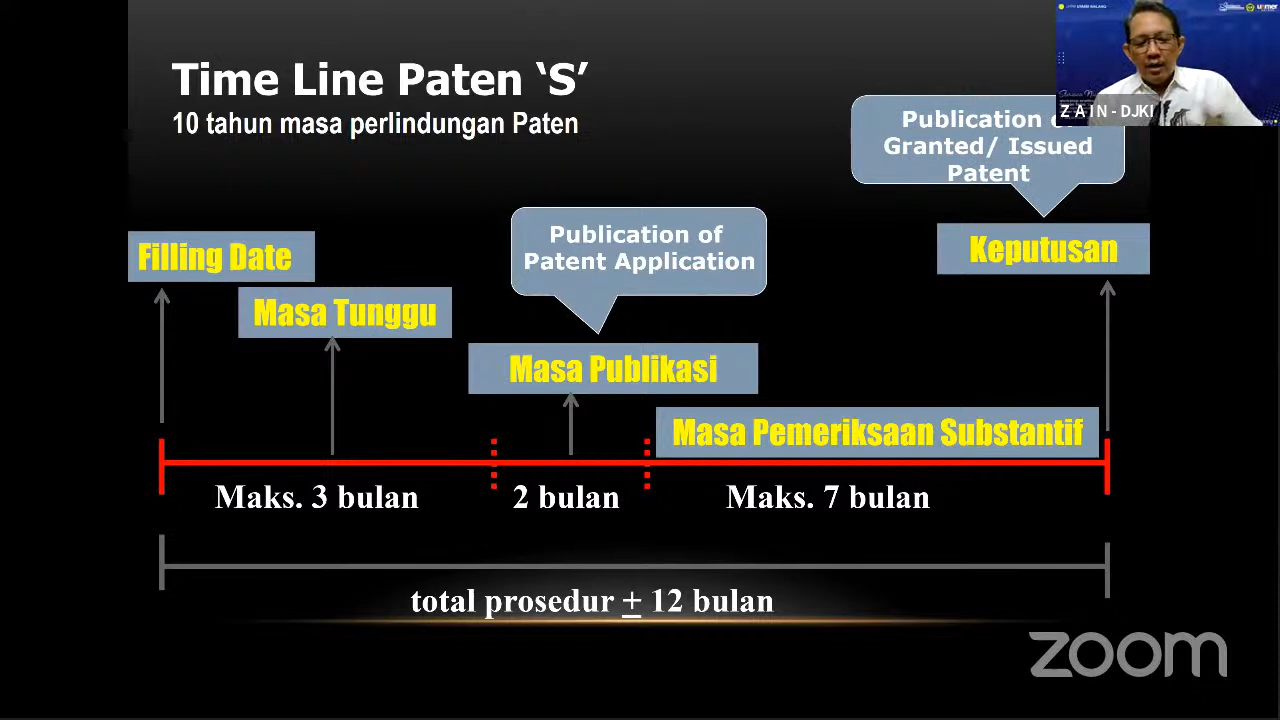 Time Line Paten ‘S’
10 tahun masa perlindungan Paten
Z A I N - DJKI
Publication
Granted/ Issued
Patent
Publication of
Patent Application
Filling Date
Keputusan
Masa Tunggu
Masa Publikasi
Masa Pemeriksaan Substantif
Maks. 3 bulan
2 bulan
Maks. 7 bulan
total prosedur ± 12 bulan
zoom